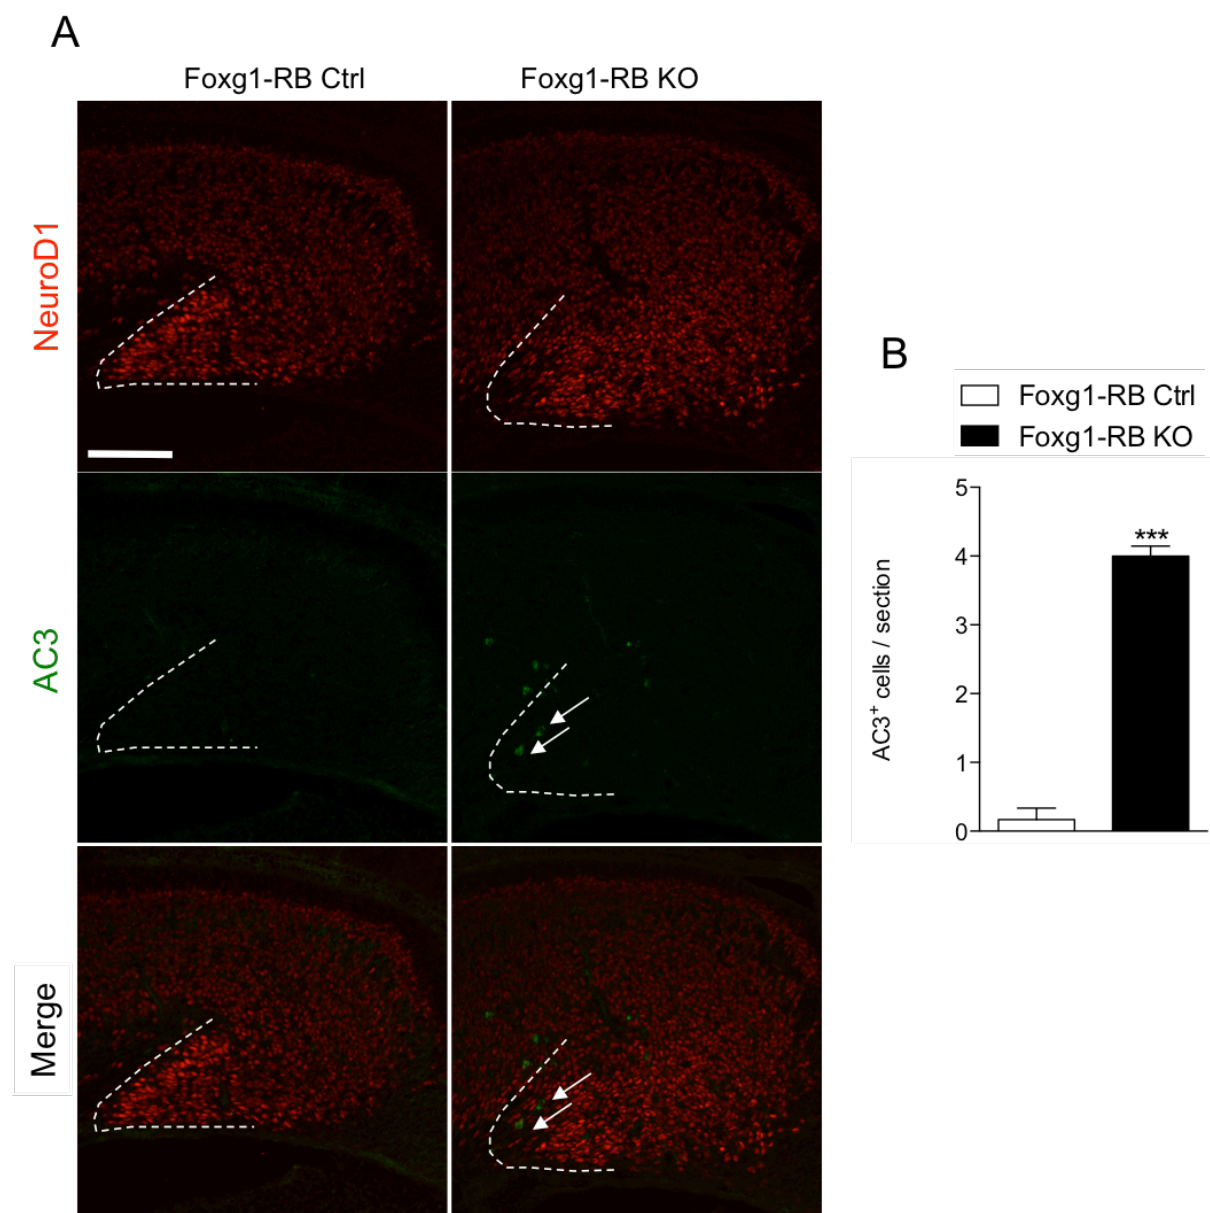 A
Foxg1-RB Ctrl
Foxg1-RB KO
NeuroD1
AC3
Merge
B
Foxg1-RB Ctrl
Foxg1-RB KO
AC3⁺ cells / section
5
4
3
2
1
0
***